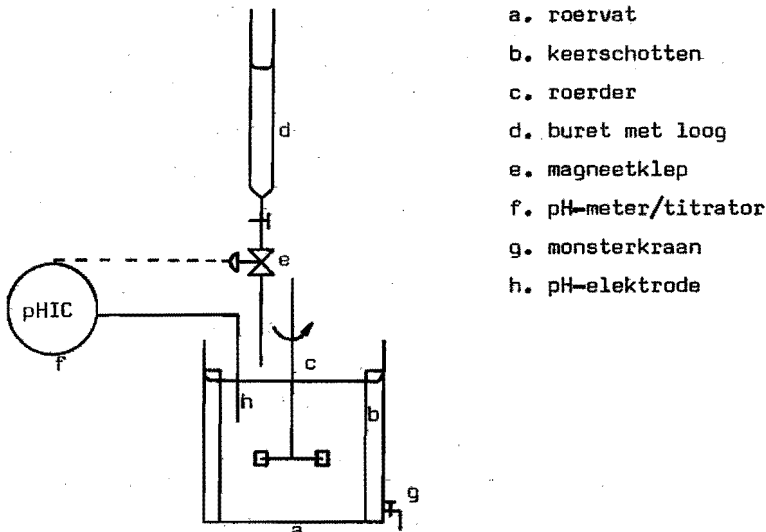 a. roervat
b. keerschotten
c. roerder
d. buret met loog
e. magneetklep
f. pH-meter/titrator
g. monsterkraan
h. pH-elektrode
d
e
pHIC
f
c
h
b
g
a